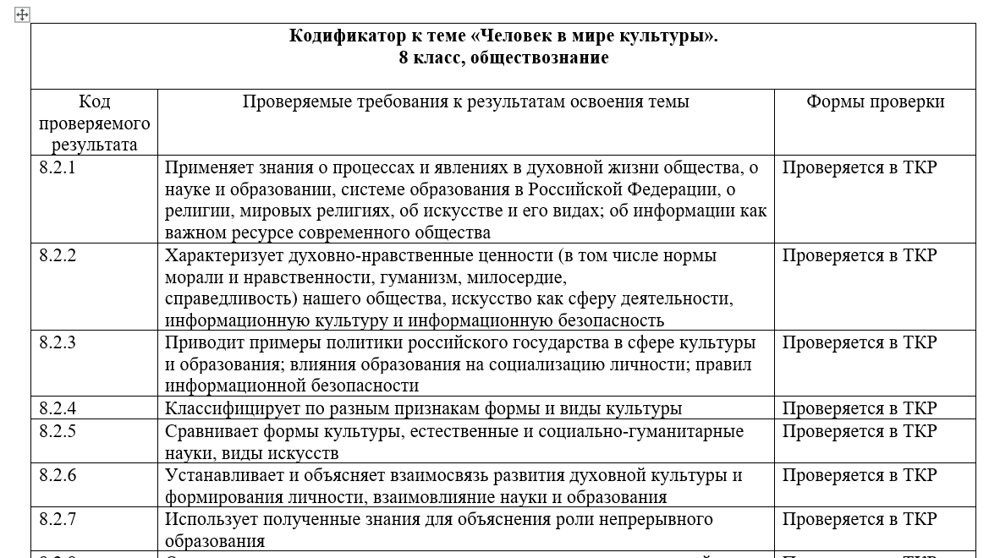 Кодификатор к теме «Человек в мире культуры».
8 класс, обществознание
Код
проверяемого
результата
Проверяемые требования к результатам освоения темы
Формы проверки
8.2.1
Применяет знания о процессах и явлениях в духовной жизни общества, о
науке и образовании, системе образования в Российской Федерации, о
религии, мировых религиях, об искусстве и его видах; об информации как
важном ресурсе современного общества
Проверяется в ТКР
8.2.2
Характеризует духовно-нравственные ценности (в том числе нормы
морали и нравственности, гуманизм, милосердие,
справедливость) нашего общества, искусство как сферу деятельности,
информационную культуру и информационную безопасность
Проверяется в ТКР
8.2.3
Приводит примеры политики российского государства в сфере культуры
и образования; влияния образования на социализацию личности; правил
информационной безопасности
Проверяется в ТКР
8.2.4
Классифицирует по разным признакам формы и виды культуры
Проверяется в ТКР
8.2.5
Сравнивает формы культуры, естественные и социально-гуманитарные
науки, виды искусств
Проверяется в ТКР
8.2.6
Устанавливает и объясняет взаимосвязь развития духовной культуры и
формирования личности, взаимовлияние науки и образования
Проверяется в ТКР
8.2.7
Использует полученные знания для объяснения роли непрерывного
образования
Проверяется в ТКР